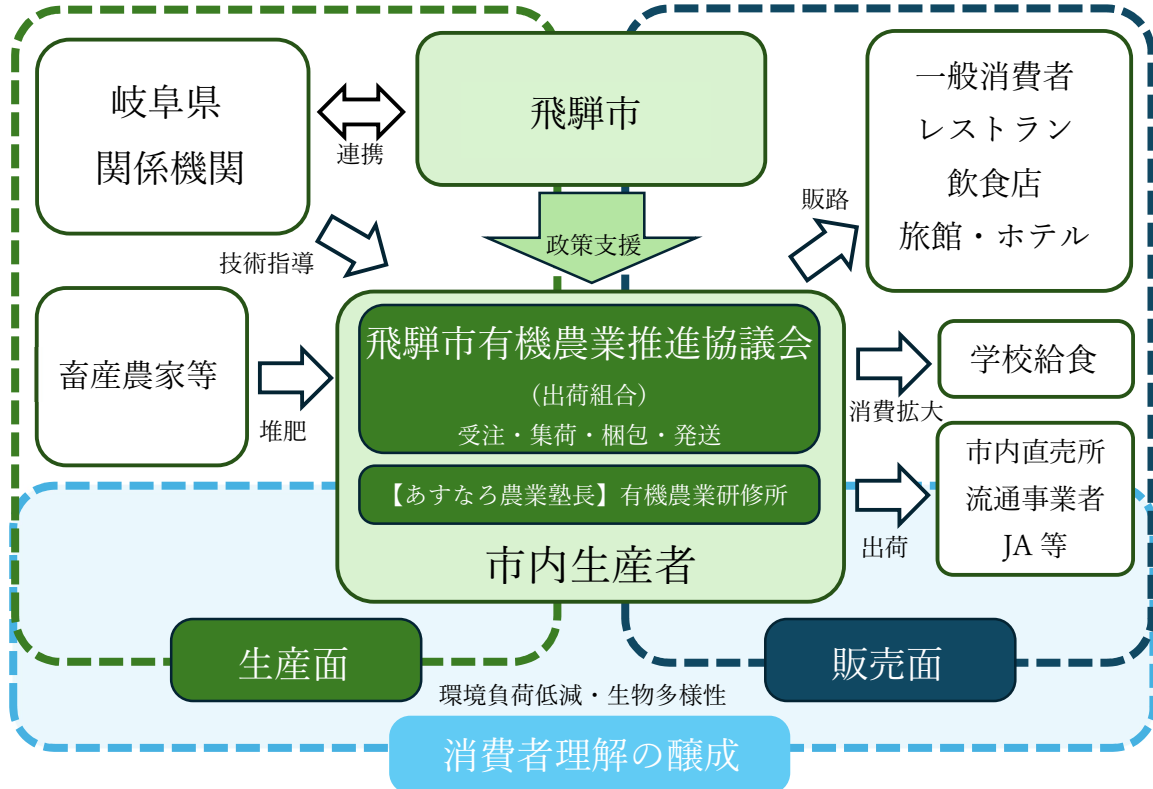 岐阜県
関係機関
連携
飛騨市
一般消費者
レストラン
飲食店
旅館・ホテル
販路
政策支援
技術指導
畜産農家等
堆肥
飛騨市有機農業推進協議会
（出荷組合）
受注・集荷・梱包・発送
【あすなろ農業塾長】有機農業研修所
市内生産者
学校給食
消費拡大
市内直売所
流通事業者
JA 等
出荷
生産面
販売面
環境負荷低減・生物多様性
消費者理解の醸成